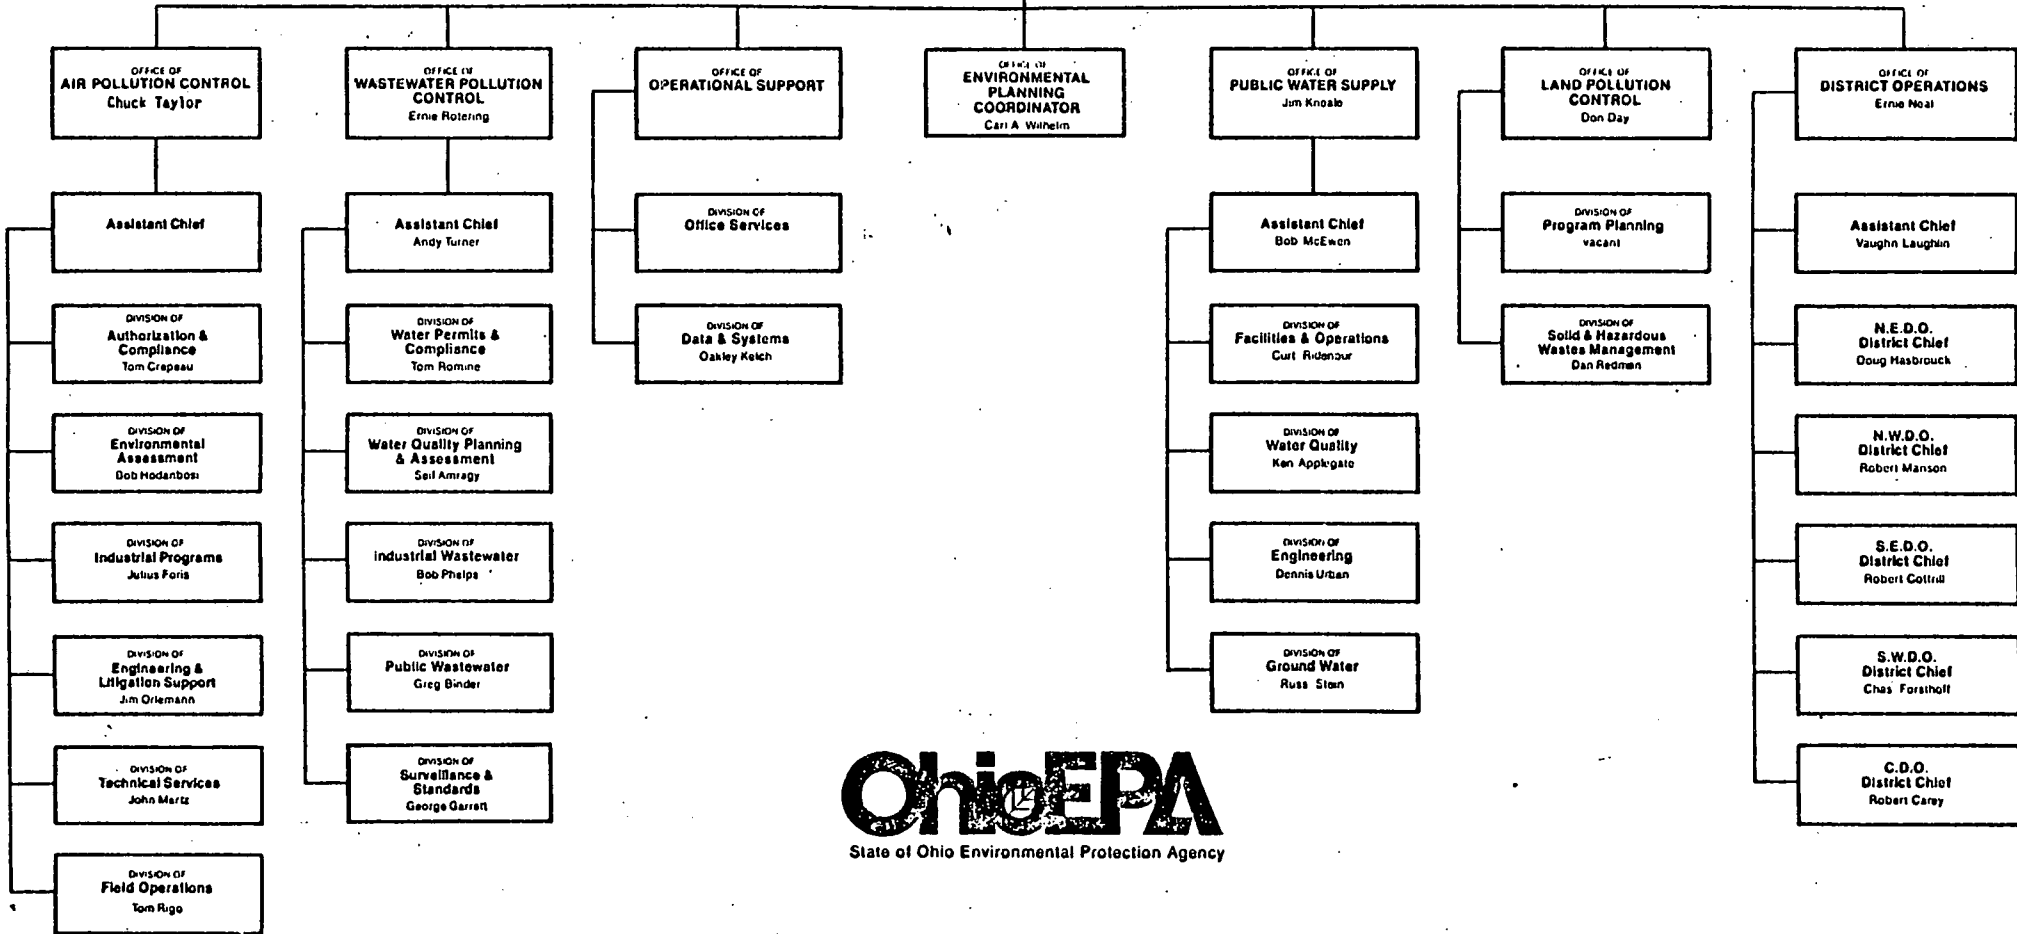 OFFICE OF
AIR POLLUTION CONTROL
Chuck Taylor
Assistant Chief
DIVISION OF
Authorization &
Compliance
Tom Crepeau
DIVISION OF
Environmental
Assessment
Bob Hodanbosi
DIVISION OF
Industrial Programs
Julius Foris
DIVISION OF
Engineering &
Litigation Support
Jim Orlemann
DIVISION OF
Technical Services
John Martz
DIVISION OF
Field Operations
Tom Rigo
OFFICE OF
WASTEWATER POLLUTION
CONTROL
Ernie Rotering
Assistant Chief
Andy Turner
DIVISION OF
Water Permits &
Compliance
Tom Romine
DIVISION OF
Water Quality Planning
& Assessment
Seif Amragy
DIVISION OF
Industrial Wastewater
Bob Phelps
DIVISION OF
Public Wastewater
Greg Binder
DIVISION OF
Surveillance &
Standards
George Garrett
OFFICE OF
OPERATIONAL SUPPORT
DIVISION OF
Office Services
DIVISION OF
Data & Systems
Oakley Kelch
OFFICE OF
ENVIRONMENTAL
PLANNING
COORDINATOR
Carl A. Wilhelm
OFFICE OF
PUBLIC WATER SUPPLY
Jim
Assistant Chief
Bob McEwen
DIVISION OF
Facilities & Operations
Curt Ridenour
DIVISION OF
Water Quality
Ken Applegate
DIVISION OF
Engineering
Dennis Urban
DIVISION OF
Ground Water
Russ Stein
OFFICE OF
LAND POLLUTION
CONTROL
Don Day
DIVISION OF
Program Planning
vacant
DIVISION OF
Solid & Hazardous
Wastes Management
Dan Redman
OFFICE OF
DISTRICT OPERATIONS
Ernie Neal
Assistant Chief
Vaughn Laughlin
N.E.D.O.
District Chief
Doug Hasbrouck
N.W.D.O.
District Chief
Robert Manson
S.E.D.O.
District Chief
Robert Cottrill
S.W.D.O.
District Chief
Chas Forsthoff
C.D.O.
District Chief
Robert Carey
OhioEPA
State of Ohio Environmental Protection Agency